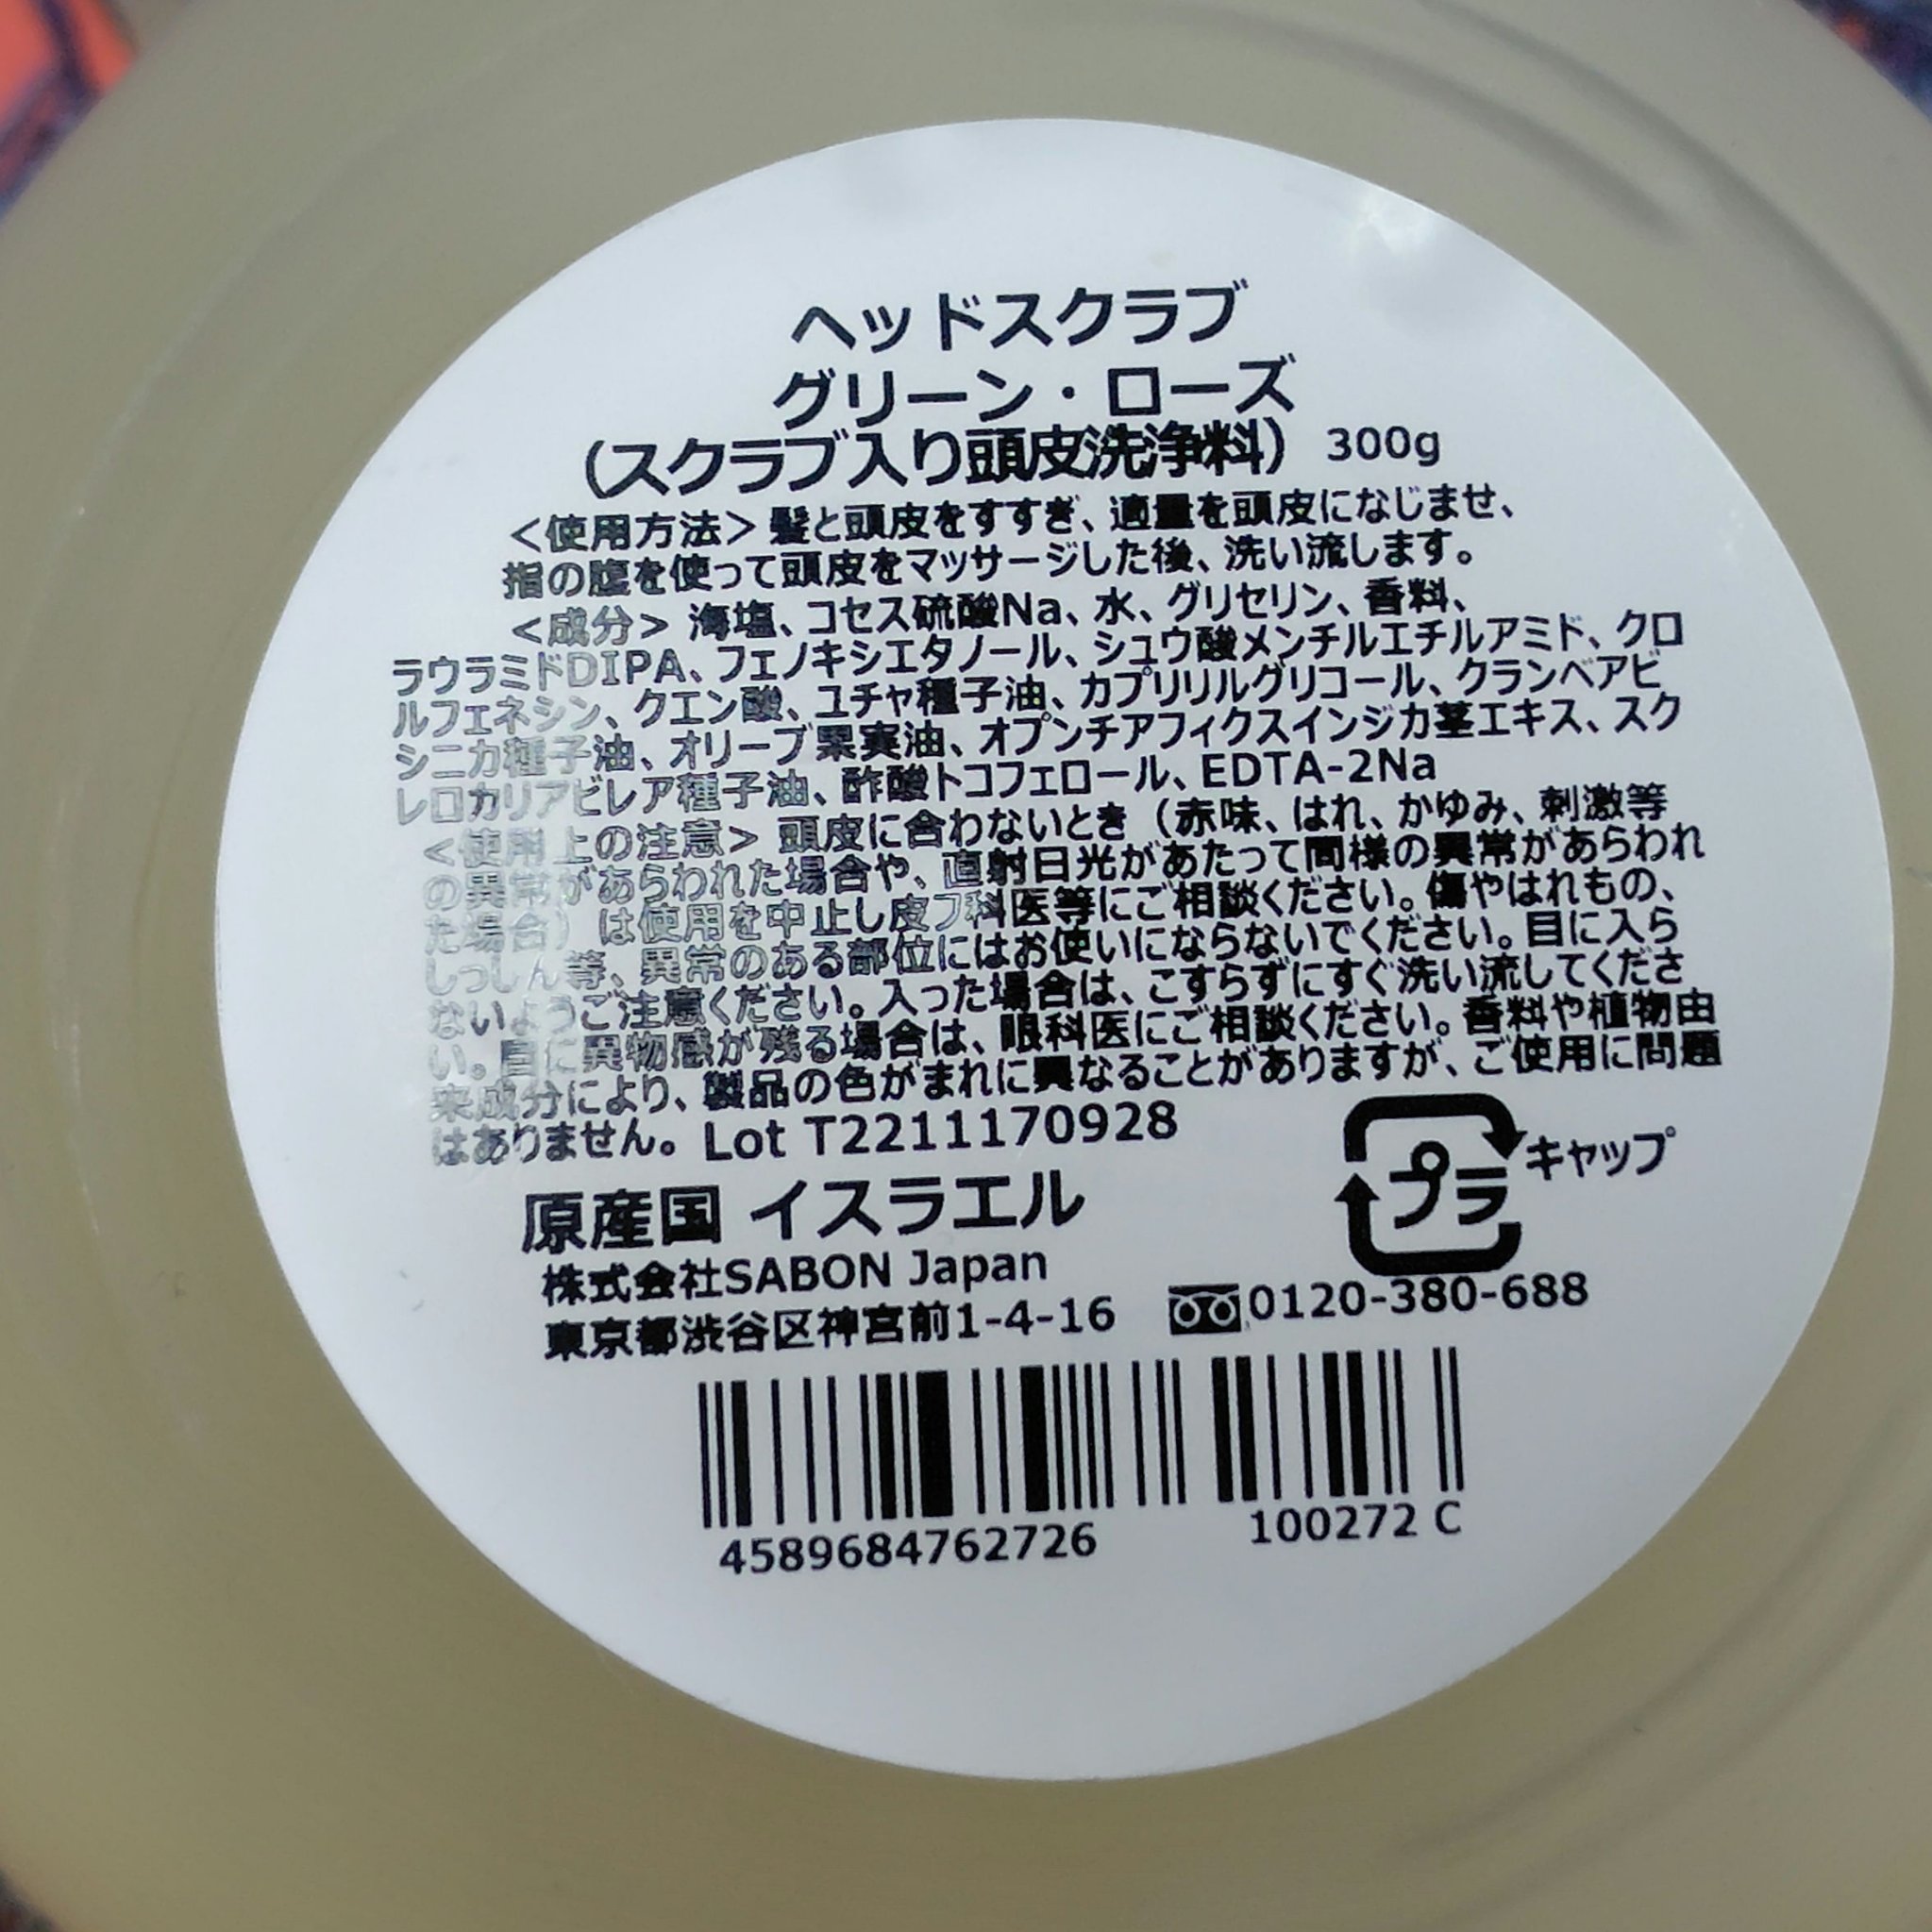 ヘッドスクラブ
グリーン・ローズ
（スクラブ入り頭皮洗浄料） 300g
＜使用方法＞髪と頭皮をすすぎ、適量を頭皮になじませ、
指の腹を使って頭皮をマッサージした後、洗い流します。
＜成分＞ 海塩、コセス硫酸Na、水、グリセリン、香料、
ラウラミドDIPA、フェノキシエタノール、シュウ酸メンチルエチルアミド、クロ
ルフェネシン、クエン酸、ユチャ種子油、カプリリルグリコール、クランベアビ
シニカ種子油、オリーブ果実油、オプンチアフィクスインジカ茎エキス、スク
レロカリアビレア種子油、酢酸トコフェロール、EDTA-2Na
＜使用上の注意＞ 頭皮に合わないとき（赤味、はれ、かゆみ、刺激等
の異常があらわれた場合や、直射日光があたって同様の異常があらわれ
た場合）は使用を中止し皮フ科医等にご相談ください。傷やはれもの、
しっしん等、異常のある部位にはお使いにならないでください。目に入ら
ないようご注意ください。入った場合は、こすらずにすぐ洗い流してくださ
い。目に異物感が残る場合は、眼科医にご相談ください。香料や植物由
来成分により、製品の色がまれに異なることがありますが、ご使用に問題
はありません。Lot T2211170928
原産国 イスラエル
プラ キャップ
株式会社SABON Japan
東京都渋谷区神宮前1-4-16 0120-380-688
4589684762726 100272 C